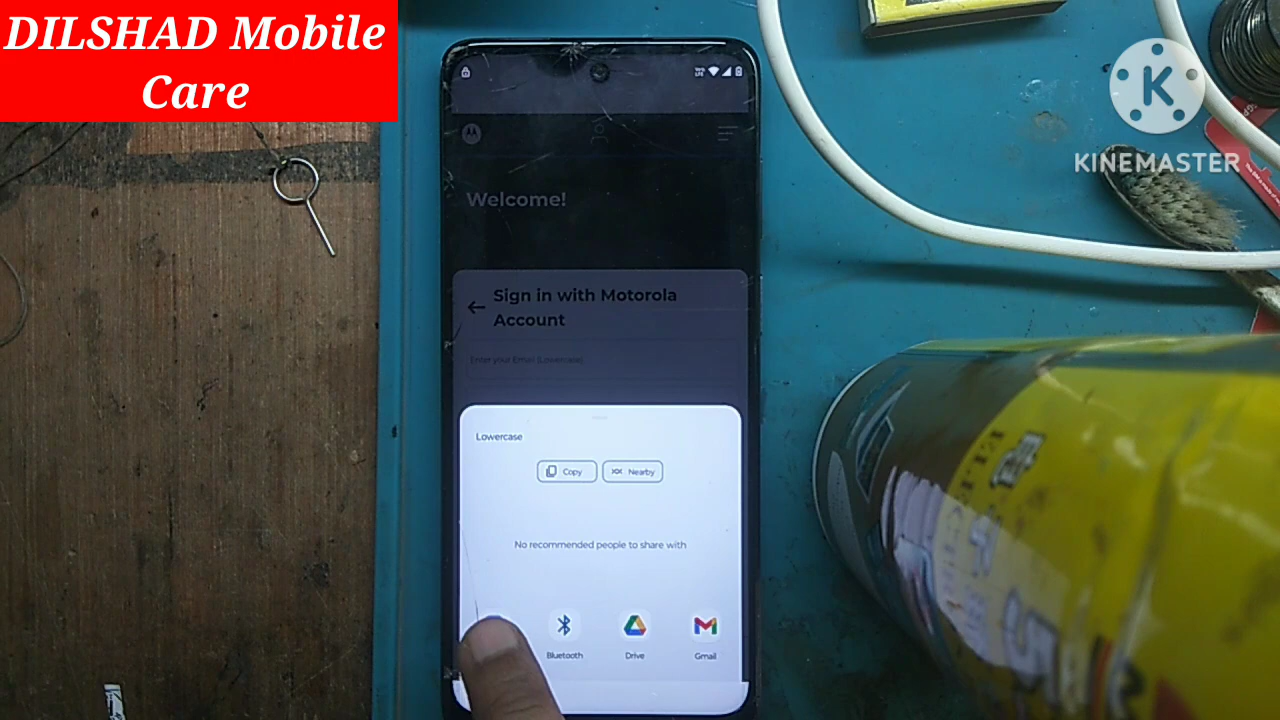 DILSHAD Mobile
Care
KINEMASTER
Welcome!
Sign in with Motorola
Account
Enter your Email (Lowercase)
Lowercase
Copy
Nearby
No recommended people to share with
Bluetooth
Drive
Gmail